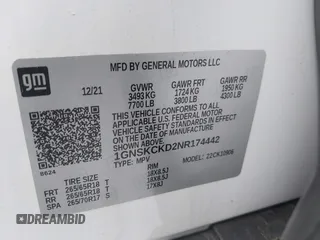 gm
MFD BY GENERAL MOTORS LLC
12/21
GVWR GAWR FRT GAWR RR
3493 KG 1724 KG 1950 KG
7700 LB 3800 LB 4300 LB
THIS VEHICLE CONFORMS TO ALL APPLICABLE U.S. FEDERAL MOTOR VEHICLE SAFETY STANDARDS IN EFFECT ON THE DATE OF MANUFACTURE SHOWN ABOVE.
1GNSKCKD2NR174442
TYPE: MPV
B624
TIRE SIZE RIM
FRT 265/65R18 T 18X8.5J
RR 265/65R18 T 18X8.5J
SPA 265/70R17 S 17X8J
MODEL:
DREAMBID